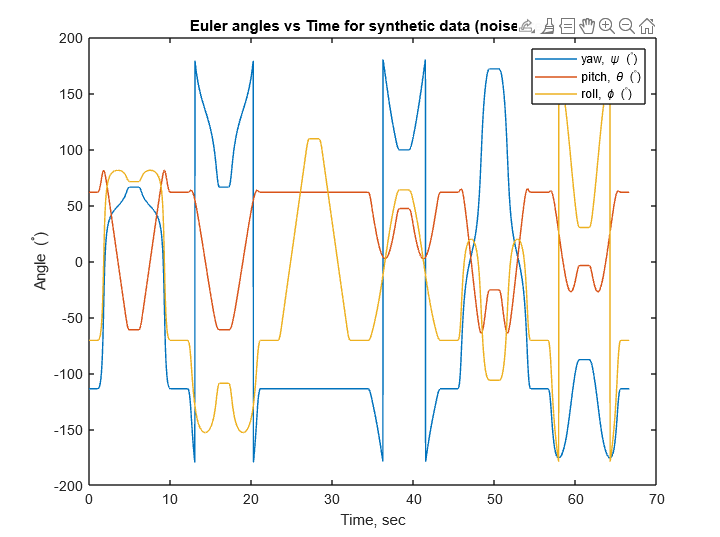 Euler angles vs Time for synthetic data (noise
200
150
100
50
0
-50
-100
-150
-200
0 10 20 30 40 50 60 70
Angle (°)
Time, sec
yaw, ψ (°)
pitch, θ (°)
roll, ϕ (°)